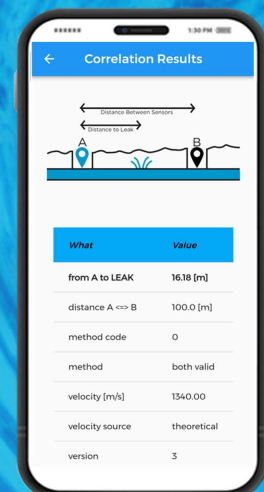 ****** 1:30 PM
Correlation Results
Distance Between Sensors
Distance to Leak
A B
What Value
from A to LEAK 16.18 [m]
distance A <=> B 100.0 [m]
method code 0
method both valid
velocity [m/s] 1340.00
velocity source theoretical
version 3